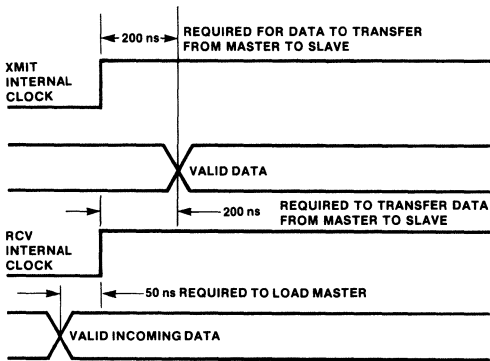 200 ns
REQUIRED FOR DATA TO TRANSFER
FROM MASTER TO SLAVE
XMIT
INTERNAL
CLOCK
VALID DATA
200 ns
REQUIRED TO TRANSFER DATA
FROM MASTER TO SLAVE
RCV
INTERNAL
CLOCK
50 ns REQUIRED TO LOAD MASTER
VALID INCOMING DATA